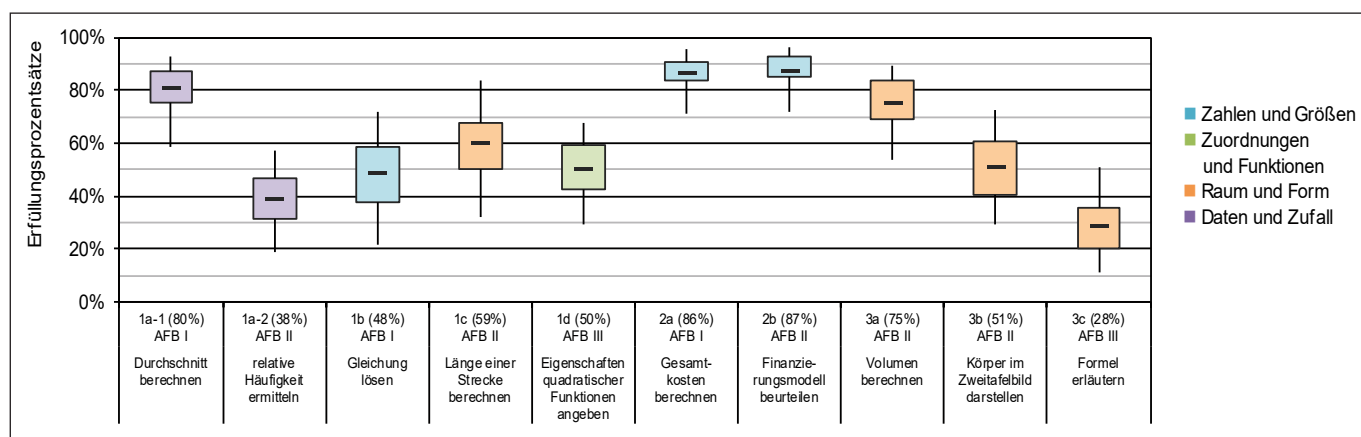 Erfüllungsprozentsätze
100%
80%
60%
40%
20%
0%
1a-1 (80%)
AFB I
Durchschnitt
berechnen
1a-2 (38%)
AFB II
relative
Häufigkeit
ermitteln
1b (48%)
AFB I
Gleichung
lösen
1c (59%)
AFB II
Länge einer
Strecke
berechnen
1d (50%)
AFB III
Eigenschaften
quadratischer
Funktionen
angeben
2a (86%)
AFB I
Gesamt-
kosten
berechnen
2b (87%)
AFB II
Finanzie-
rungsmodell
beurteilen
3a (75%)
AFB II
Volumen
berechnen
3b (51%)
AFB II
Körper im
Zweitafelbild
darstellen
3c (28%)
AFB III
Formel
erläutern
Zahlen und Größen
Zuordnungen
und Funktionen
Raum und Form
Daten und Zufall